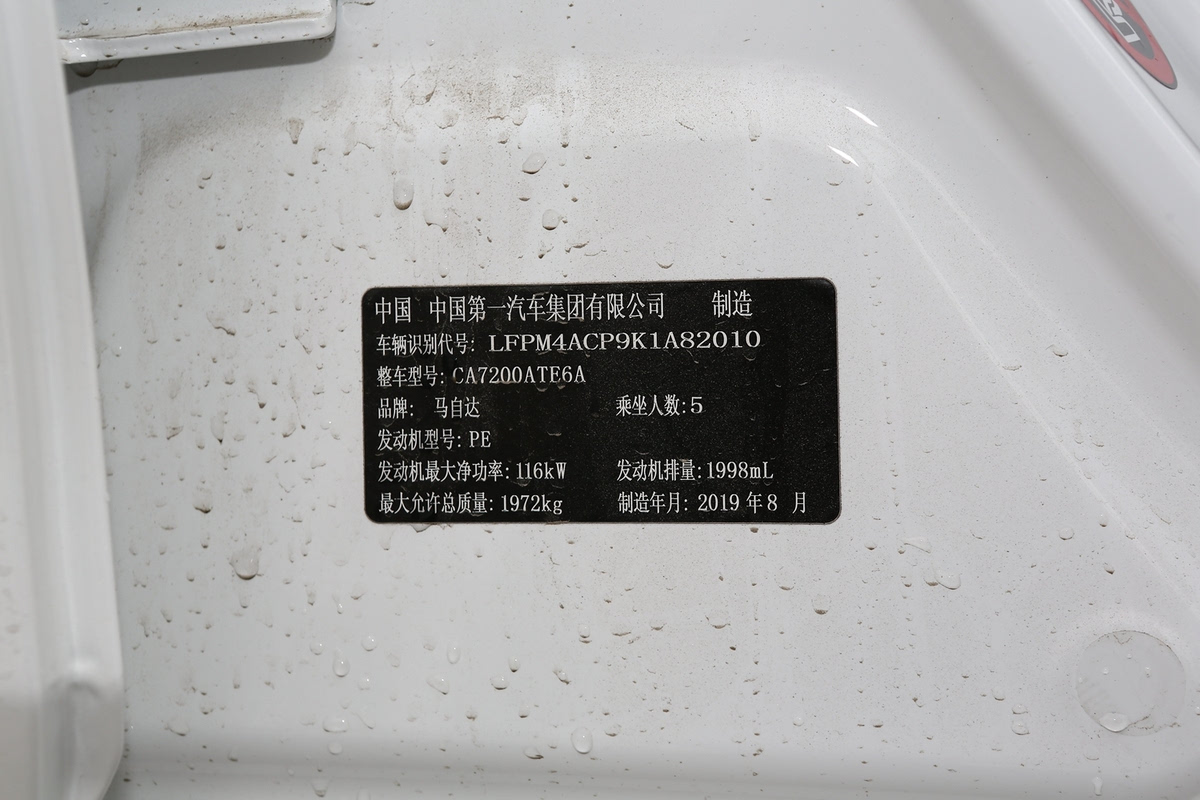 中国 中国第一汽车集团有限公司 制造
车辆识别代号: LFPM4ACP9K1A82010
整车型号: CA7200ATE6A
品牌: 马自达 乘坐人数:5
发动机型号: PE
发动机最大净功率: 116kW 发动机排量: 1998mL
最大允许总质量: 1972kg 制造年月: 2019 年 8 月